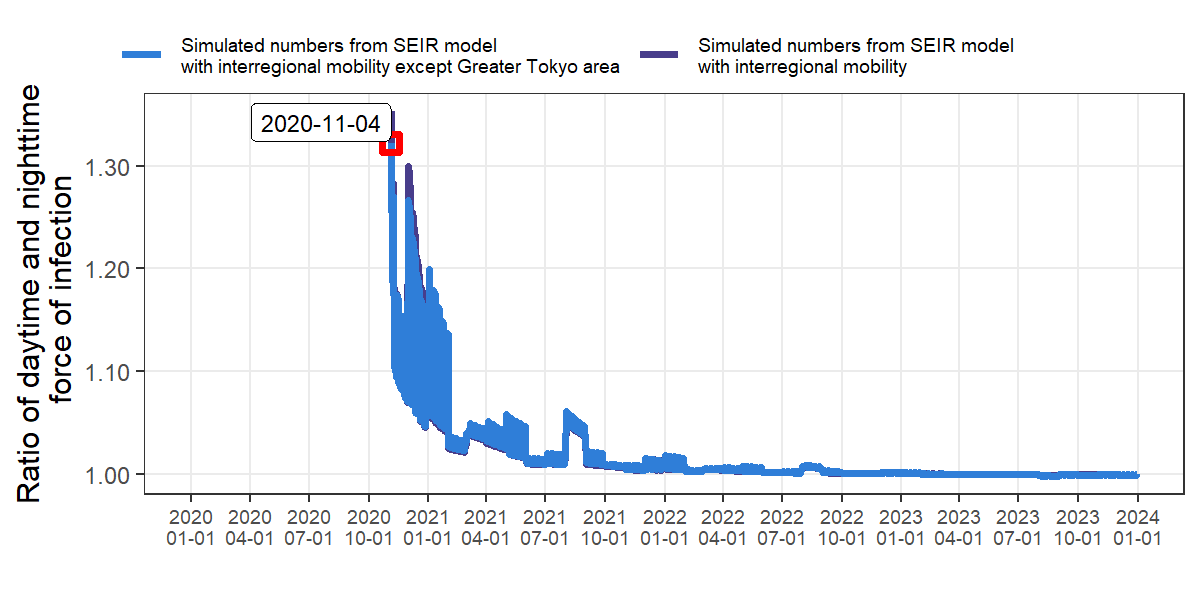 Simulated numbers from SEIR model
with interregional mobility except Greater Tokyo area
Simulated numbers from SEIR model
with interregional mobility
Ratio of daytime and nighttime
force of infection
2020-11-04
1.30
1.20
1.10
1.00
2020 2020 2020 2020 2021 2021 2021 2021 2022 2022 2022 2022 2023 2023 2023 2023 2024
01-01 04-01 07-01 10-01 01-01 04-01 07-01 10-01 01-01 04-01 07-01 10-01 01-01 04-01 07-01 10-01 01-01